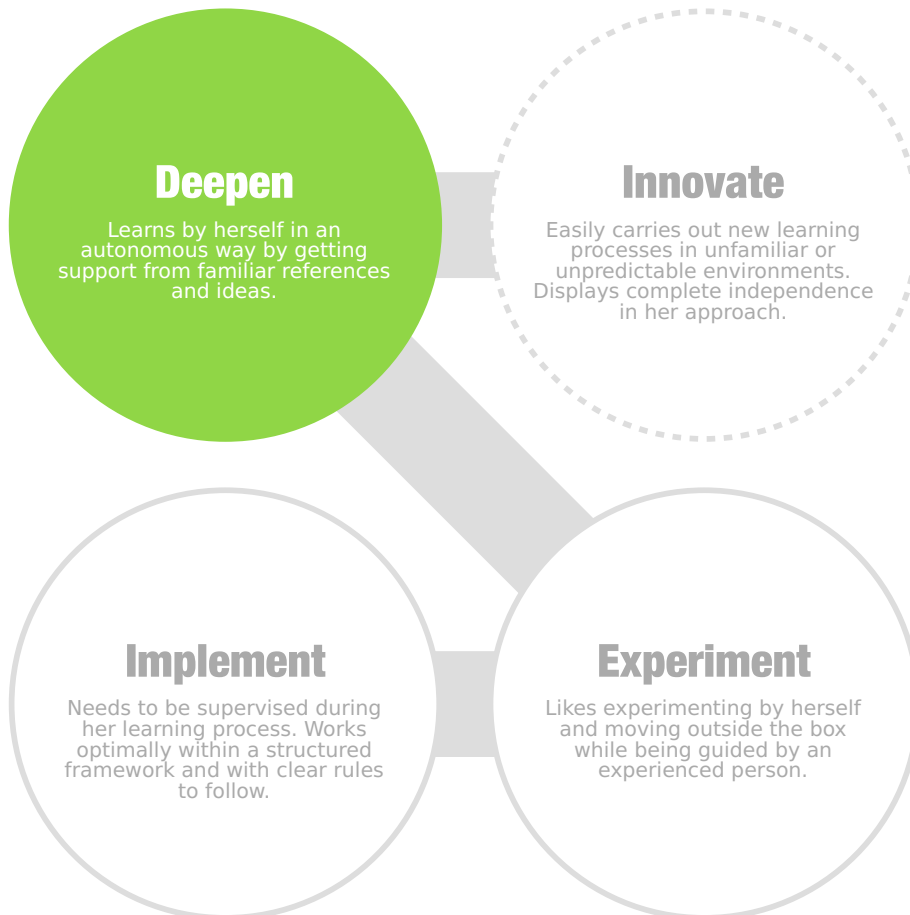 Deepen
Learns by herself in an
autonomous way by getting
support from familiar references
and ideas.
Innovate
Easily carries out new learning
processes in unfamiliar or
unpredictable environments.
Displays complete independence
in her approach.
Implement
Needs to be supervised during
her learning process. Works
optimally within a structured
framework and with clear rules
to follow.
Experiment
Likes experimenting by herself
and moving outside the box
while being guided by an
experienced person.